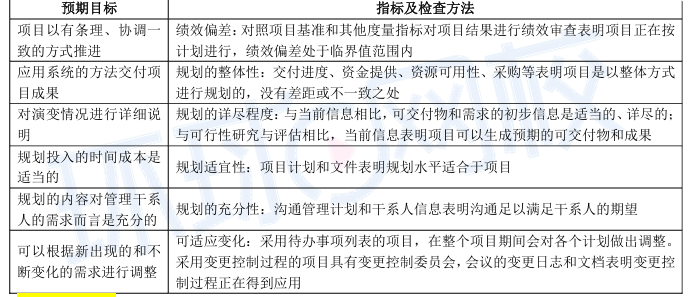 预期目标 指标及检查方法
项目以有条理、协调一 绩效偏差：对照项目基准和其他度量指标对项目结果进行绩效审查表明项目正在按
致的方式推进 计划进行，绩效偏差处于临界值范围内
应用系统的方法交付项 规划的整体性：交付进度、资金提供、资源可用性、采购等表明项目是以整体方式
目成果 进行规划的，没有差距或不一致之处
对演变情况进行详细说 规划的详尽程度：与当前信息相比，可交付物和需求的初步信息是适当的、详尽的；
明 与可行性研究与评估相比，当前信息表明项目可以生成预期的可交付物和成果
规划投入的时间成本是 规划适宜性：项目计划和文件表明规划水平适合于项目
适当的
规划的内容对管理干系 规划的充分性：沟通管理计划和干系人信息表明沟通足以满足干系人的期望
人的需求而言是充分的
可以根据新出现的和不 可适应变化：采用待办事项列表的项目，在整个项目期间会对各个计划做出调整。
断变化的需求进行调整 采用变更控制过程的项目具有变更控制委员会，会议的变更日志和文档表明变更控
制过程正在得到应用